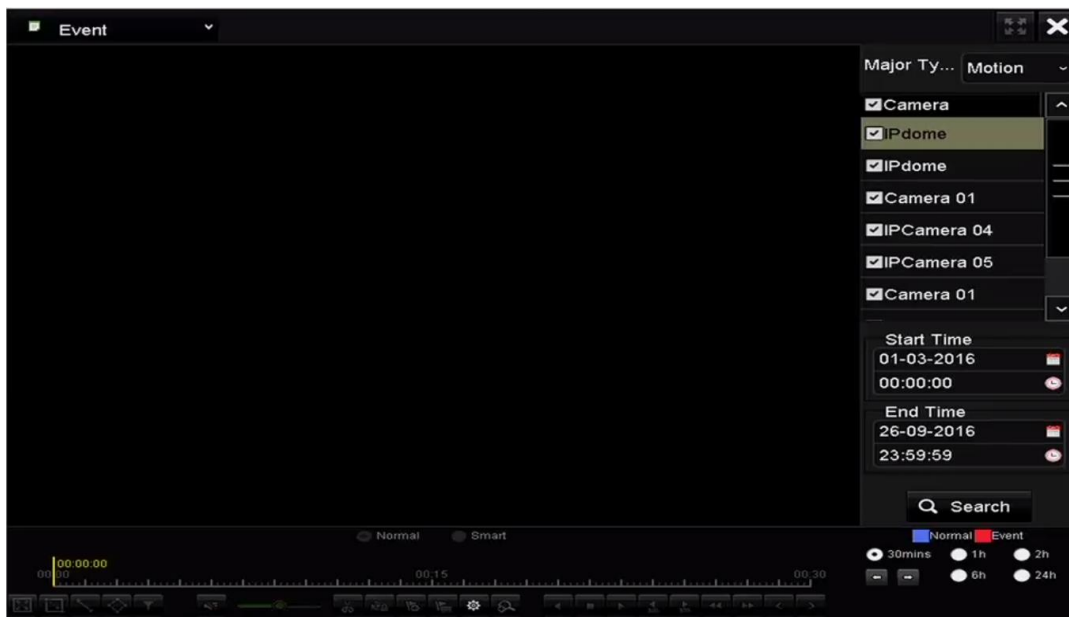 Event
Major Ty... Motion
Camera
IPdome
IPdome
Camera 01
IPCamera 04
IPCamera 05
Camera 01
Start Time
01-03-2016
00:00:00
End Time
26-09-2016
23:59:59
Search
Normal Smart
Normal Event
30mins 1h 2h
6h 24h
00:00:00
00:00 00:15 00:30